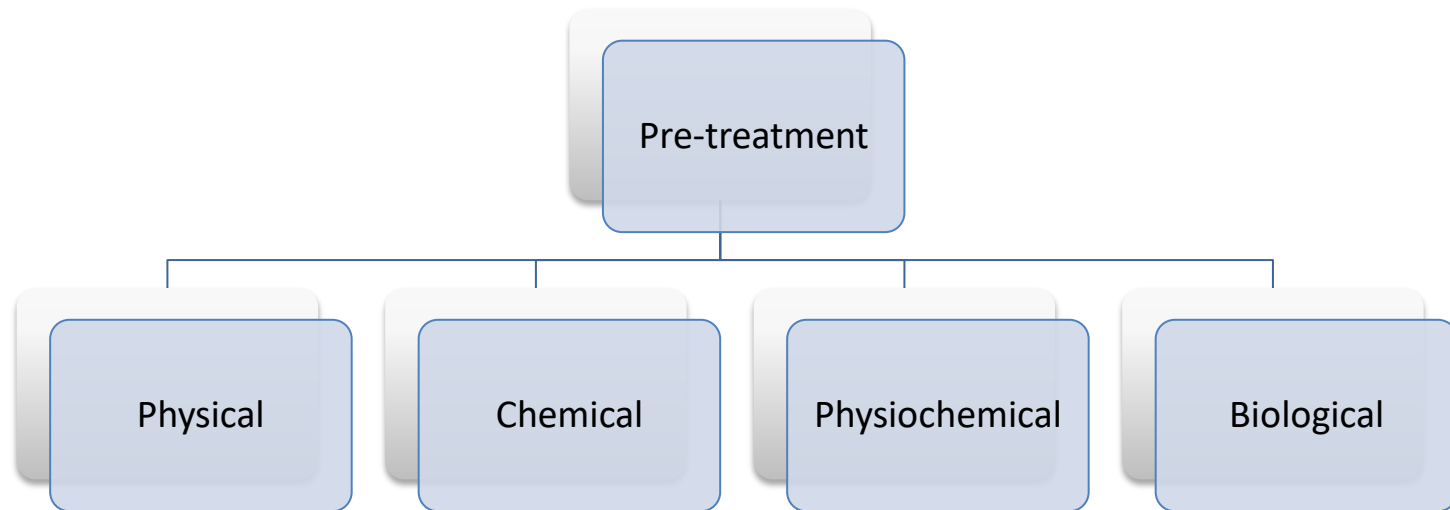 Pre-treatment
Physical
Chemical
Physiochemical
Biological